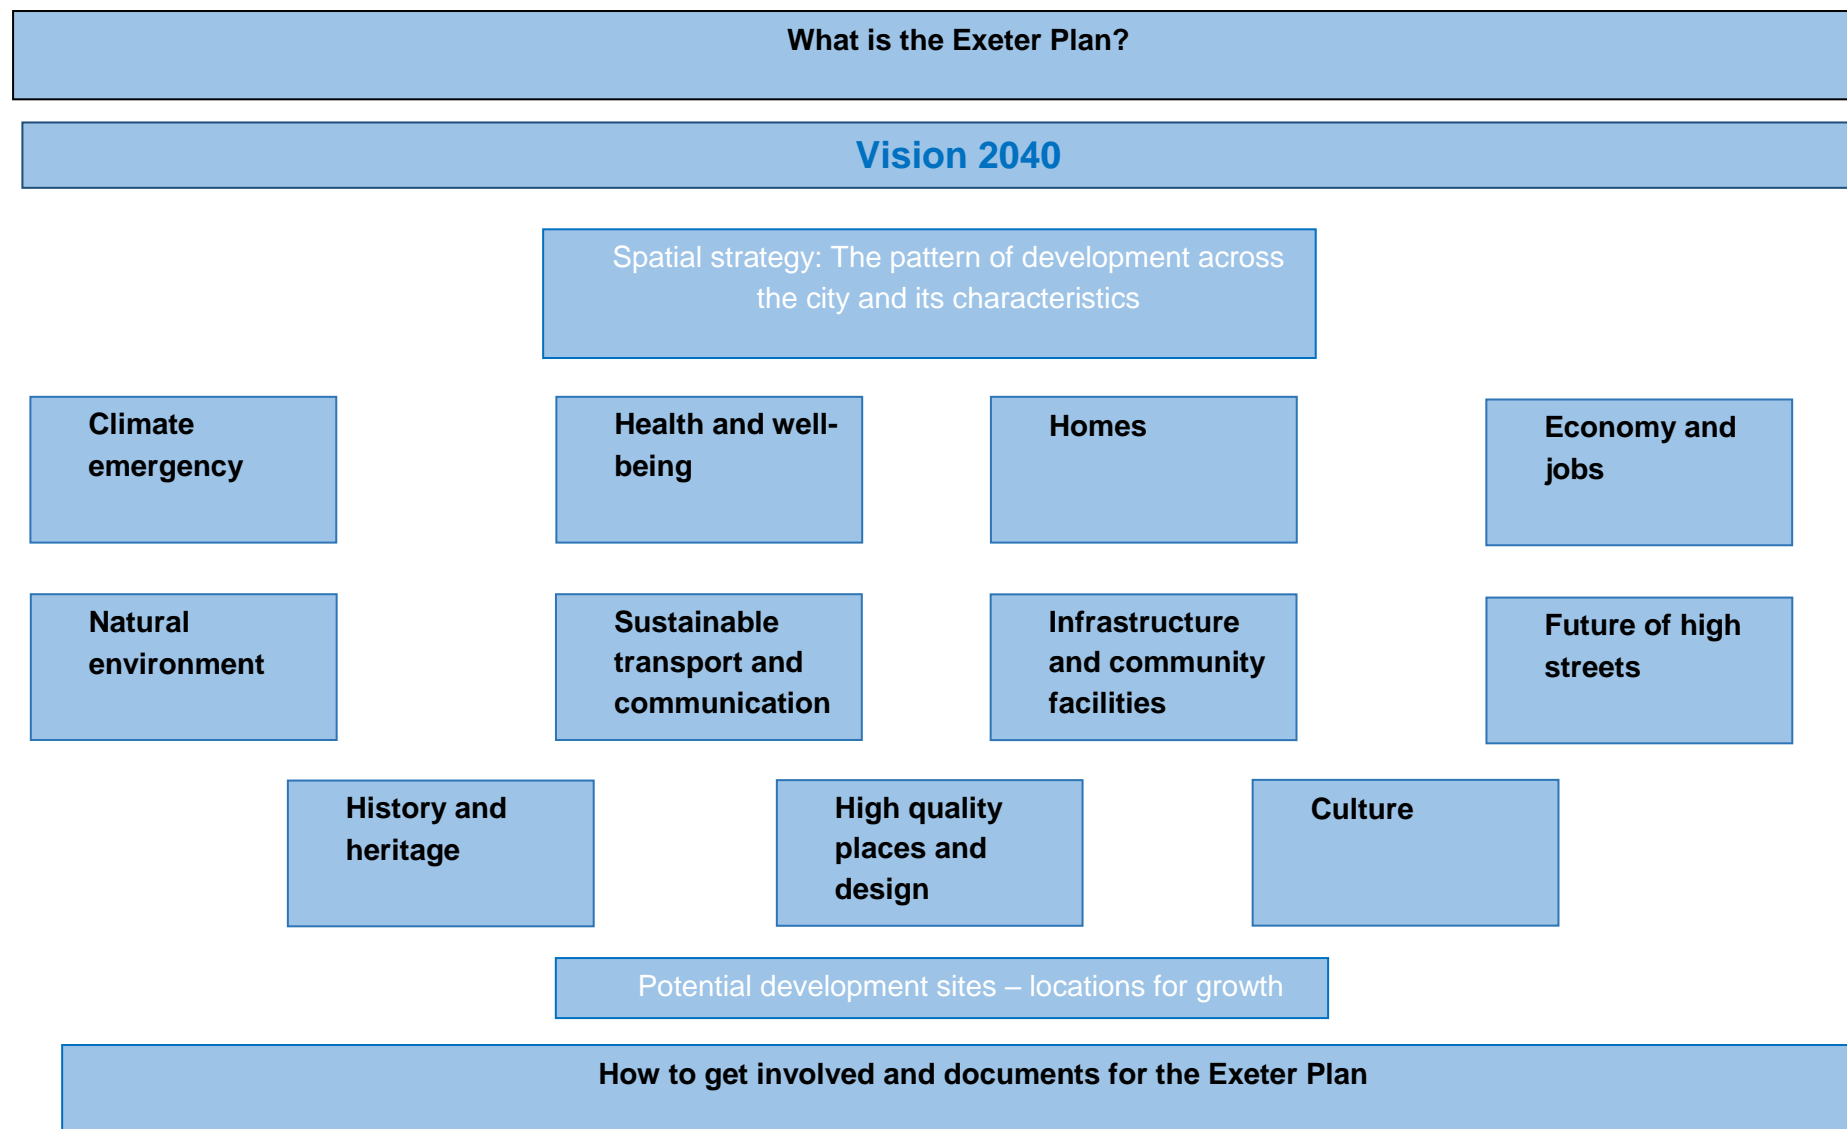 What is the Exeter Plan?
Vision 2040
Spatial strategy: The pattern of development across
the city and its characteristics
Climate
emergency
Health and well-
being
Homes
Economy and
jobs
Natural
environment
Sustainable
transport and
communication
Infrastructure
and community
facilities
Future of high
streets
History and
heritage
High quality
places and
design
Culture
Potential development sites – locations for growth
How to get involved and documents for the Exeter Plan